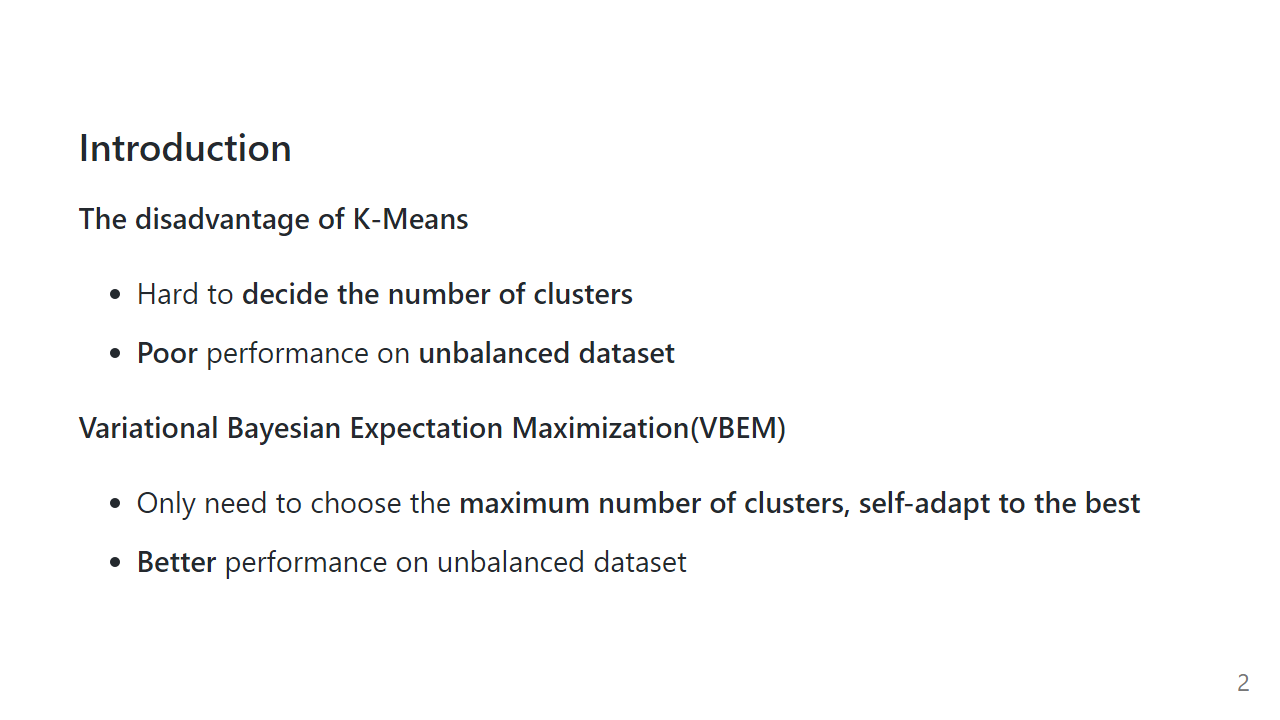 Introduction
The disadvantage of K-Means
• Hard to decide the number of clusters
• Poor performance on unbalanced dataset
Variational Bayesian Expectation Maximization(VBEM)
• Only need to choose the maximum number of clusters, self-adapt to the best
• Better performance on unbalanced dataset
2